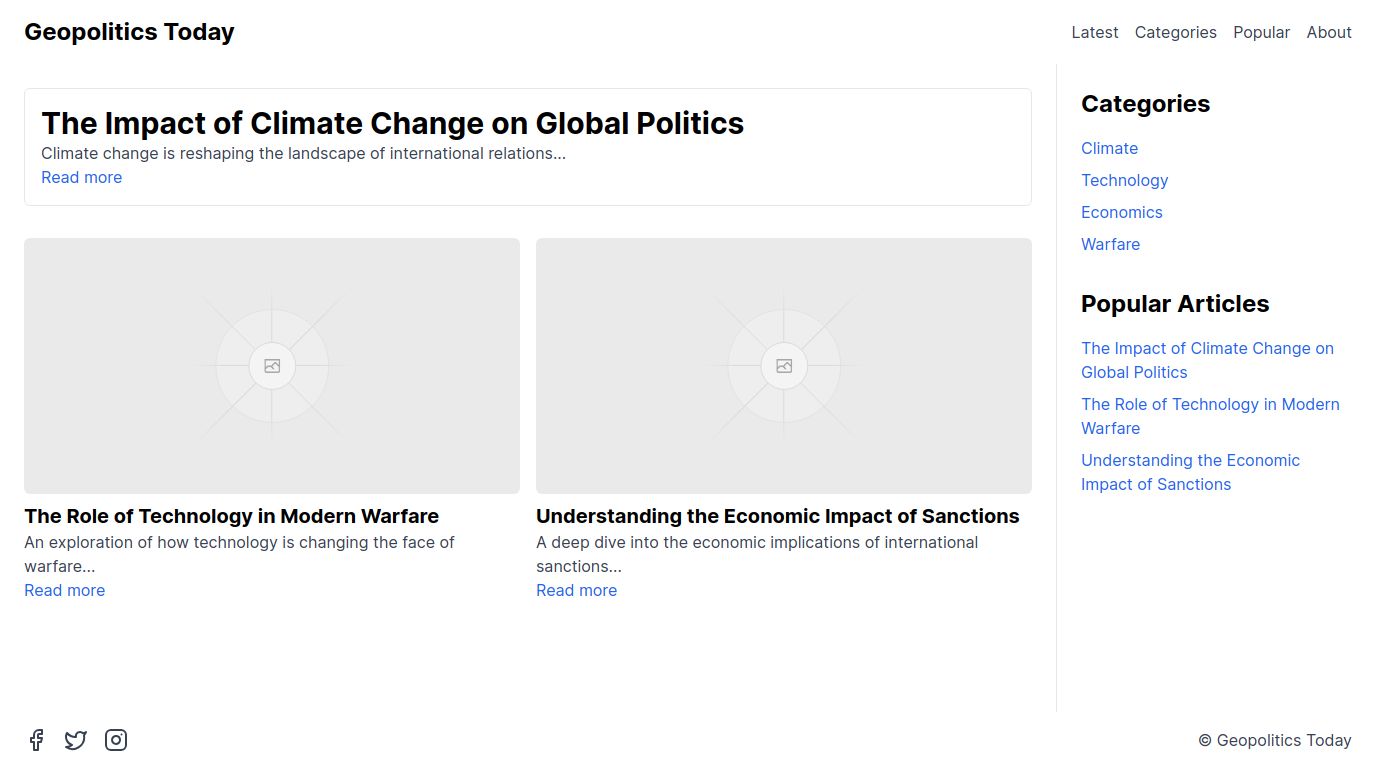 Geopolitics Today
Latest Categories Popular About
The Impact of Climate Change on Global Politics
Climate change is reshaping the landscape of international relations...
Read more
The Role of Technology in Modern Warfare
An exploration of how technology is changing the face of
warfare...
Read more
Understanding the Economic Impact of Sanctions
A deep dive into the economic implications of international
sanctions...
Read more
Categories
Climate
Technology
Economics
Warfare
Popular Articles
The Impact of Climate Change on
Global Politics
The Role of Technology in Modern
Warfare
Understanding the Economic
Impact of Sanctions
© Geopolitics Today